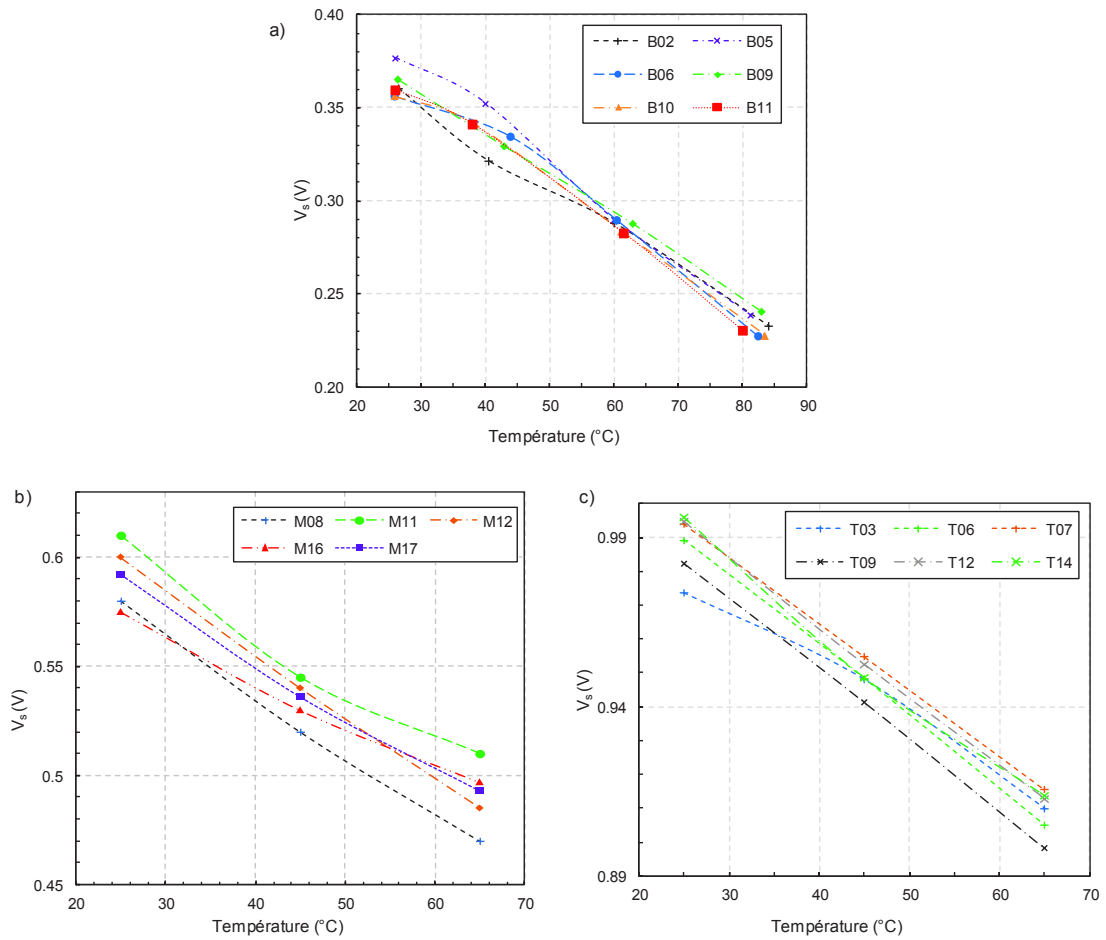 a)
0.40
0.35
0.30
0.25
0.20
V_s (V)
B02
B05
B06
B09
B10
B11
20 30 40 50 60 70 80 90
Température (°C)
b)
0.6
0.55
0.5
0.45
V_s (V)
M08
M11
M12
M16
M17
20 30 40 50 60 70
Température (°C)
c)
0.99
0.94
0.89
V_s (V)
T03
T06
T07
T09
T12
T14
20 30 40 50 60 70
Température (°C)